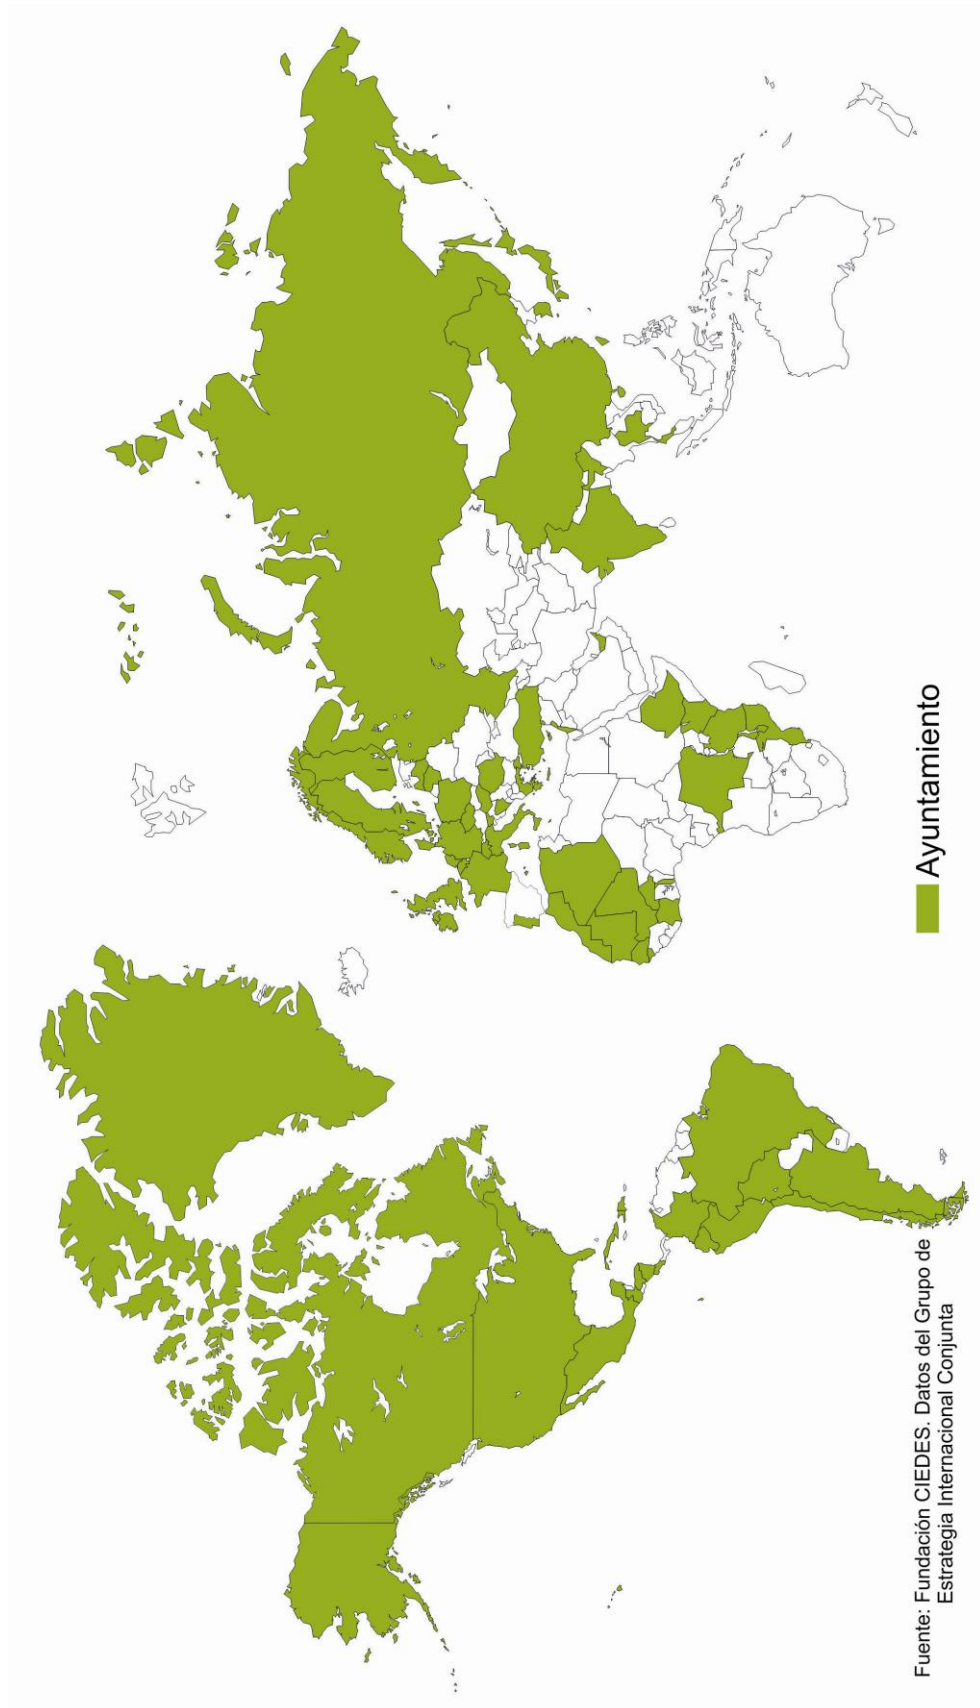 Ayuntamiento
Fuente: Fundación CIEDES. Datos del Grupo de
Estrategia Internacional Conjunta